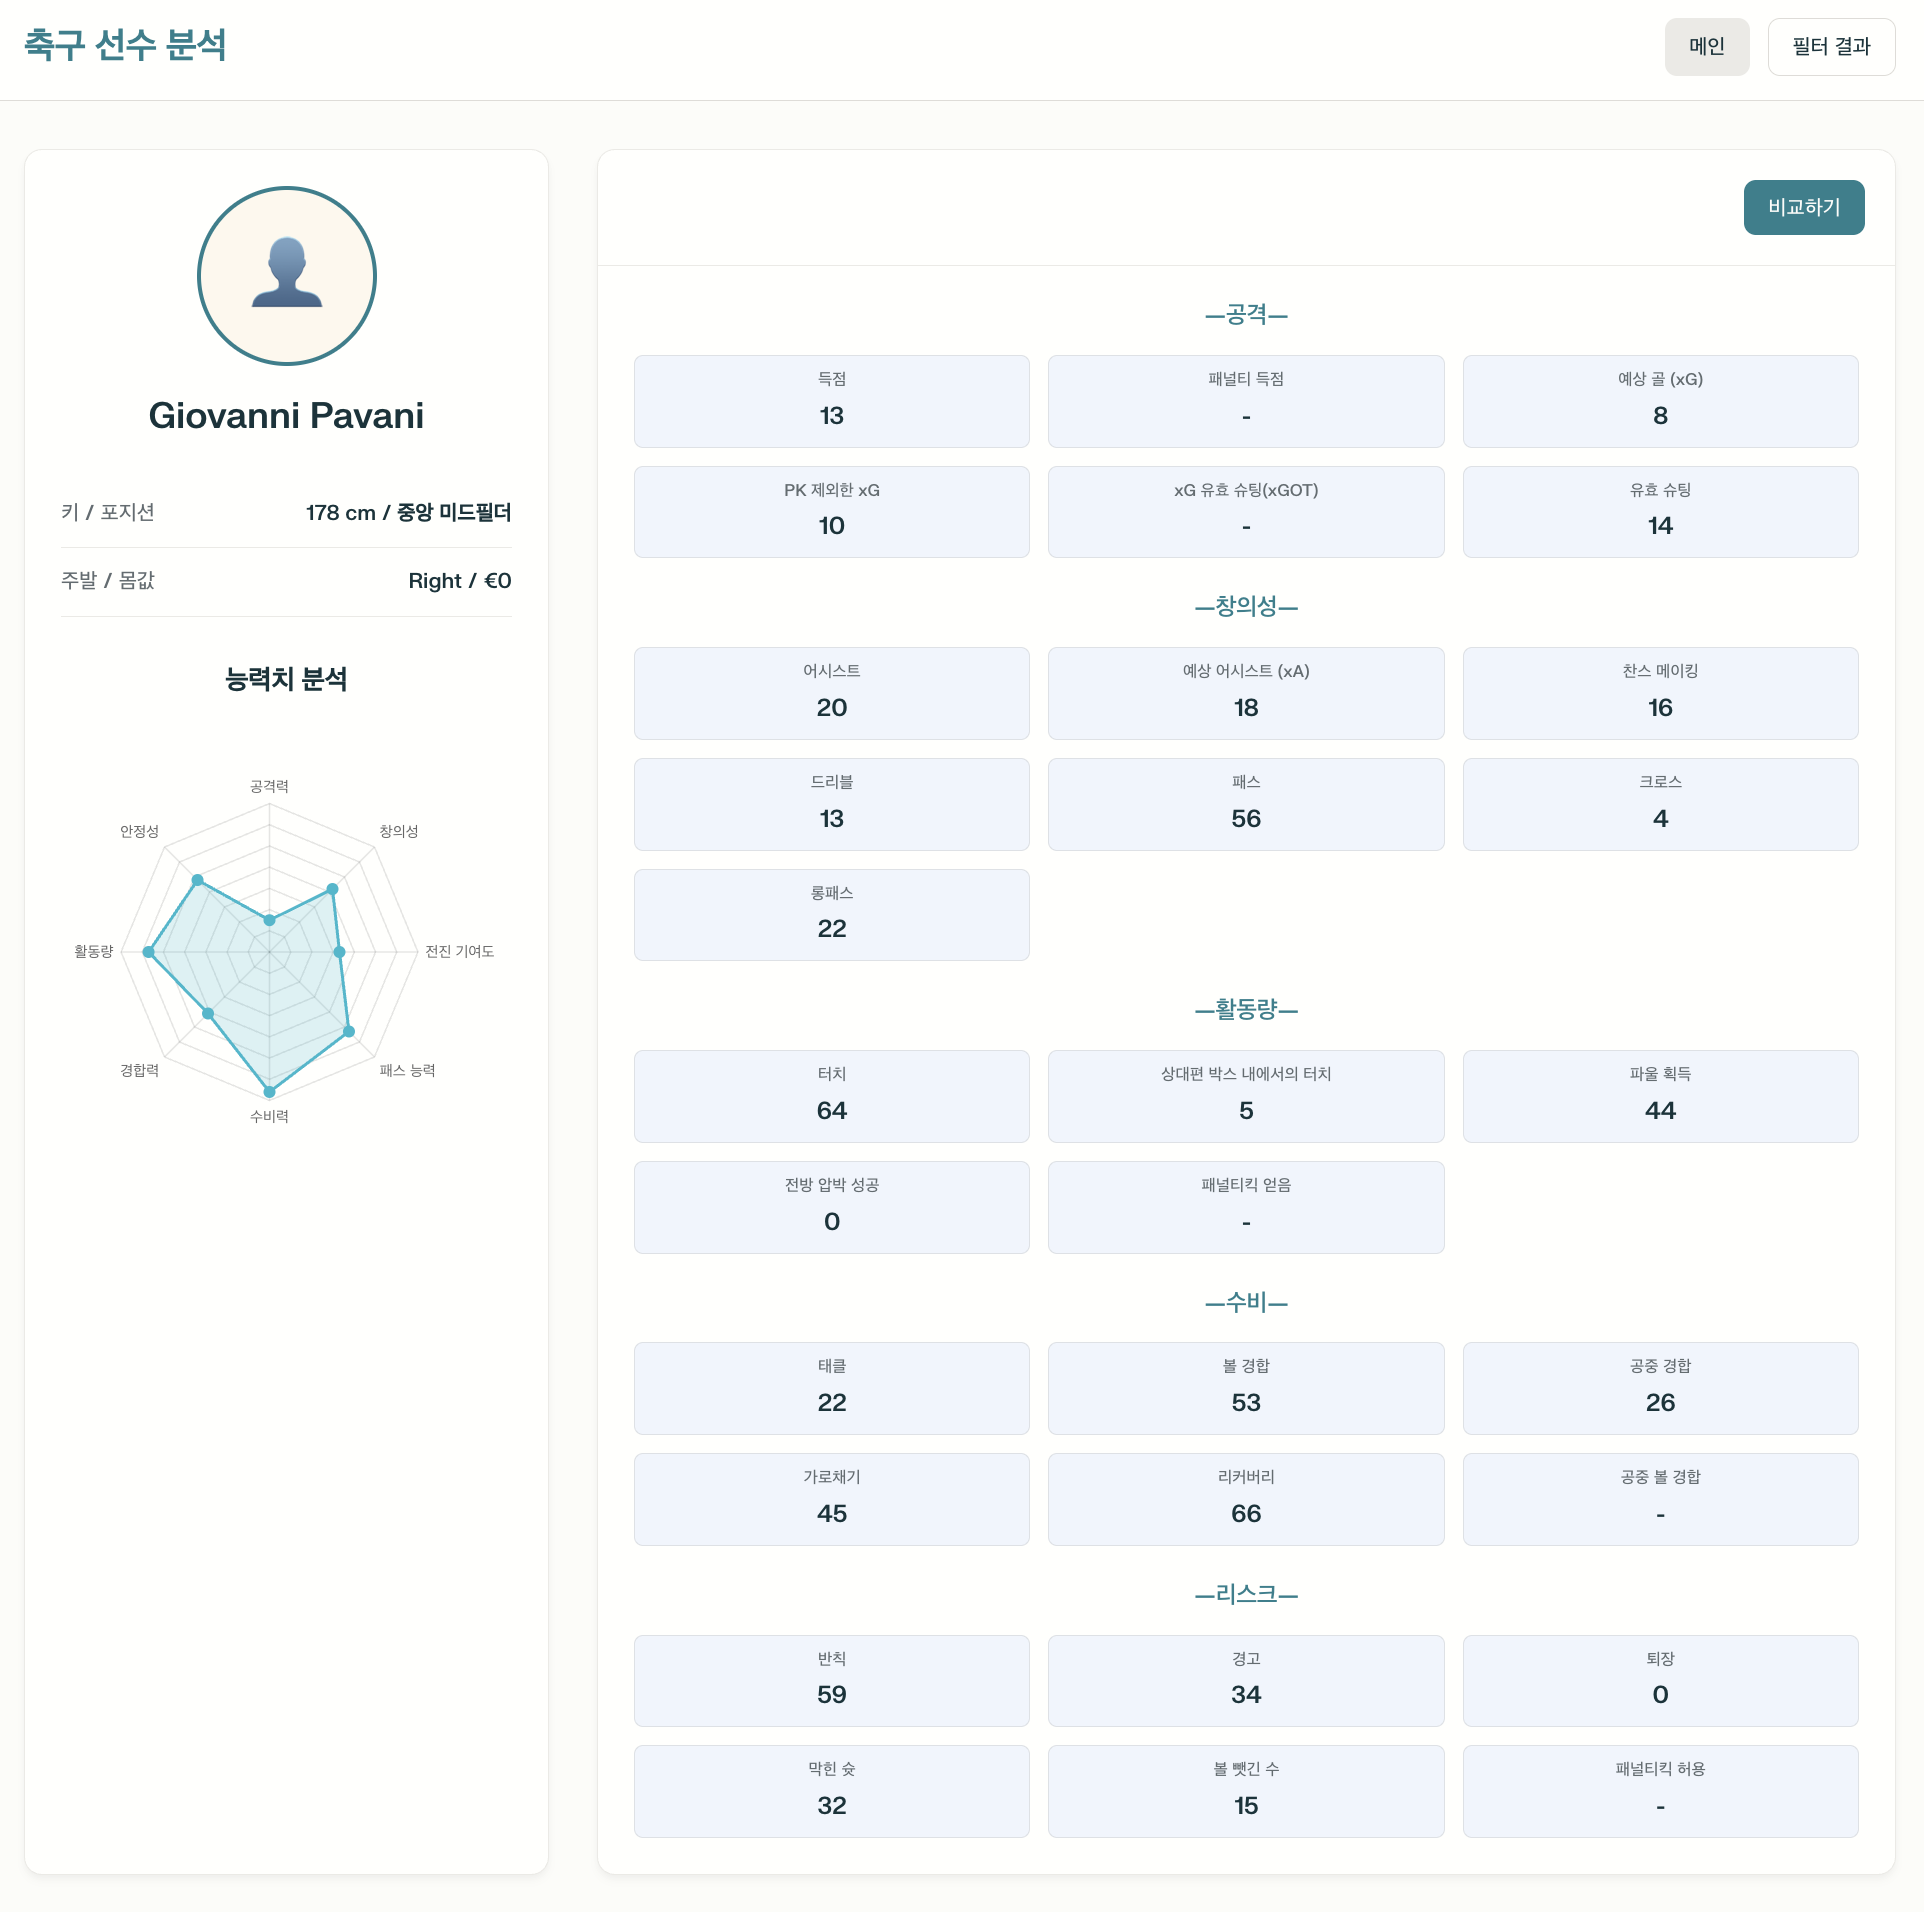 축구 선수 분석
메인
필터 결과
Giovanni Pavani
키 / 포지션
178 cm / 중앙 미드필더
주발 / 몸값
Right / €0
능력치 분석
공격력
안정성
창의성
활동량
전진 기여도
경합력
패스 능력
수비력
비교하기
—공격—
득점
패널티 득점
예상 골 (xG)
13
-
8
PK 제외한 xG
xG 유효 슈팅(xGOT)
유효 슈팅
10
-
14
—창의성—
어시스트
예상 어시스트 (xA)
찬스 메이킹
20
18
16
드리블
패스
크로스
13
56
4
롱패스
22
—활동량—
터치
상대편 박스 내에서의 터치
파울 획득
64
5
44
전방 압박 성공
패널티킥 얻음
0
-
—수비—
태클
볼 경합
공중 경합
22
53
26
가로채기
리커버리
공중 볼 경합
45
66
-
—리스크—
반칙
경고
퇴장
59
34
0
막힌 슛
볼 뺏긴 수
패널티킥 허용
32
15
-